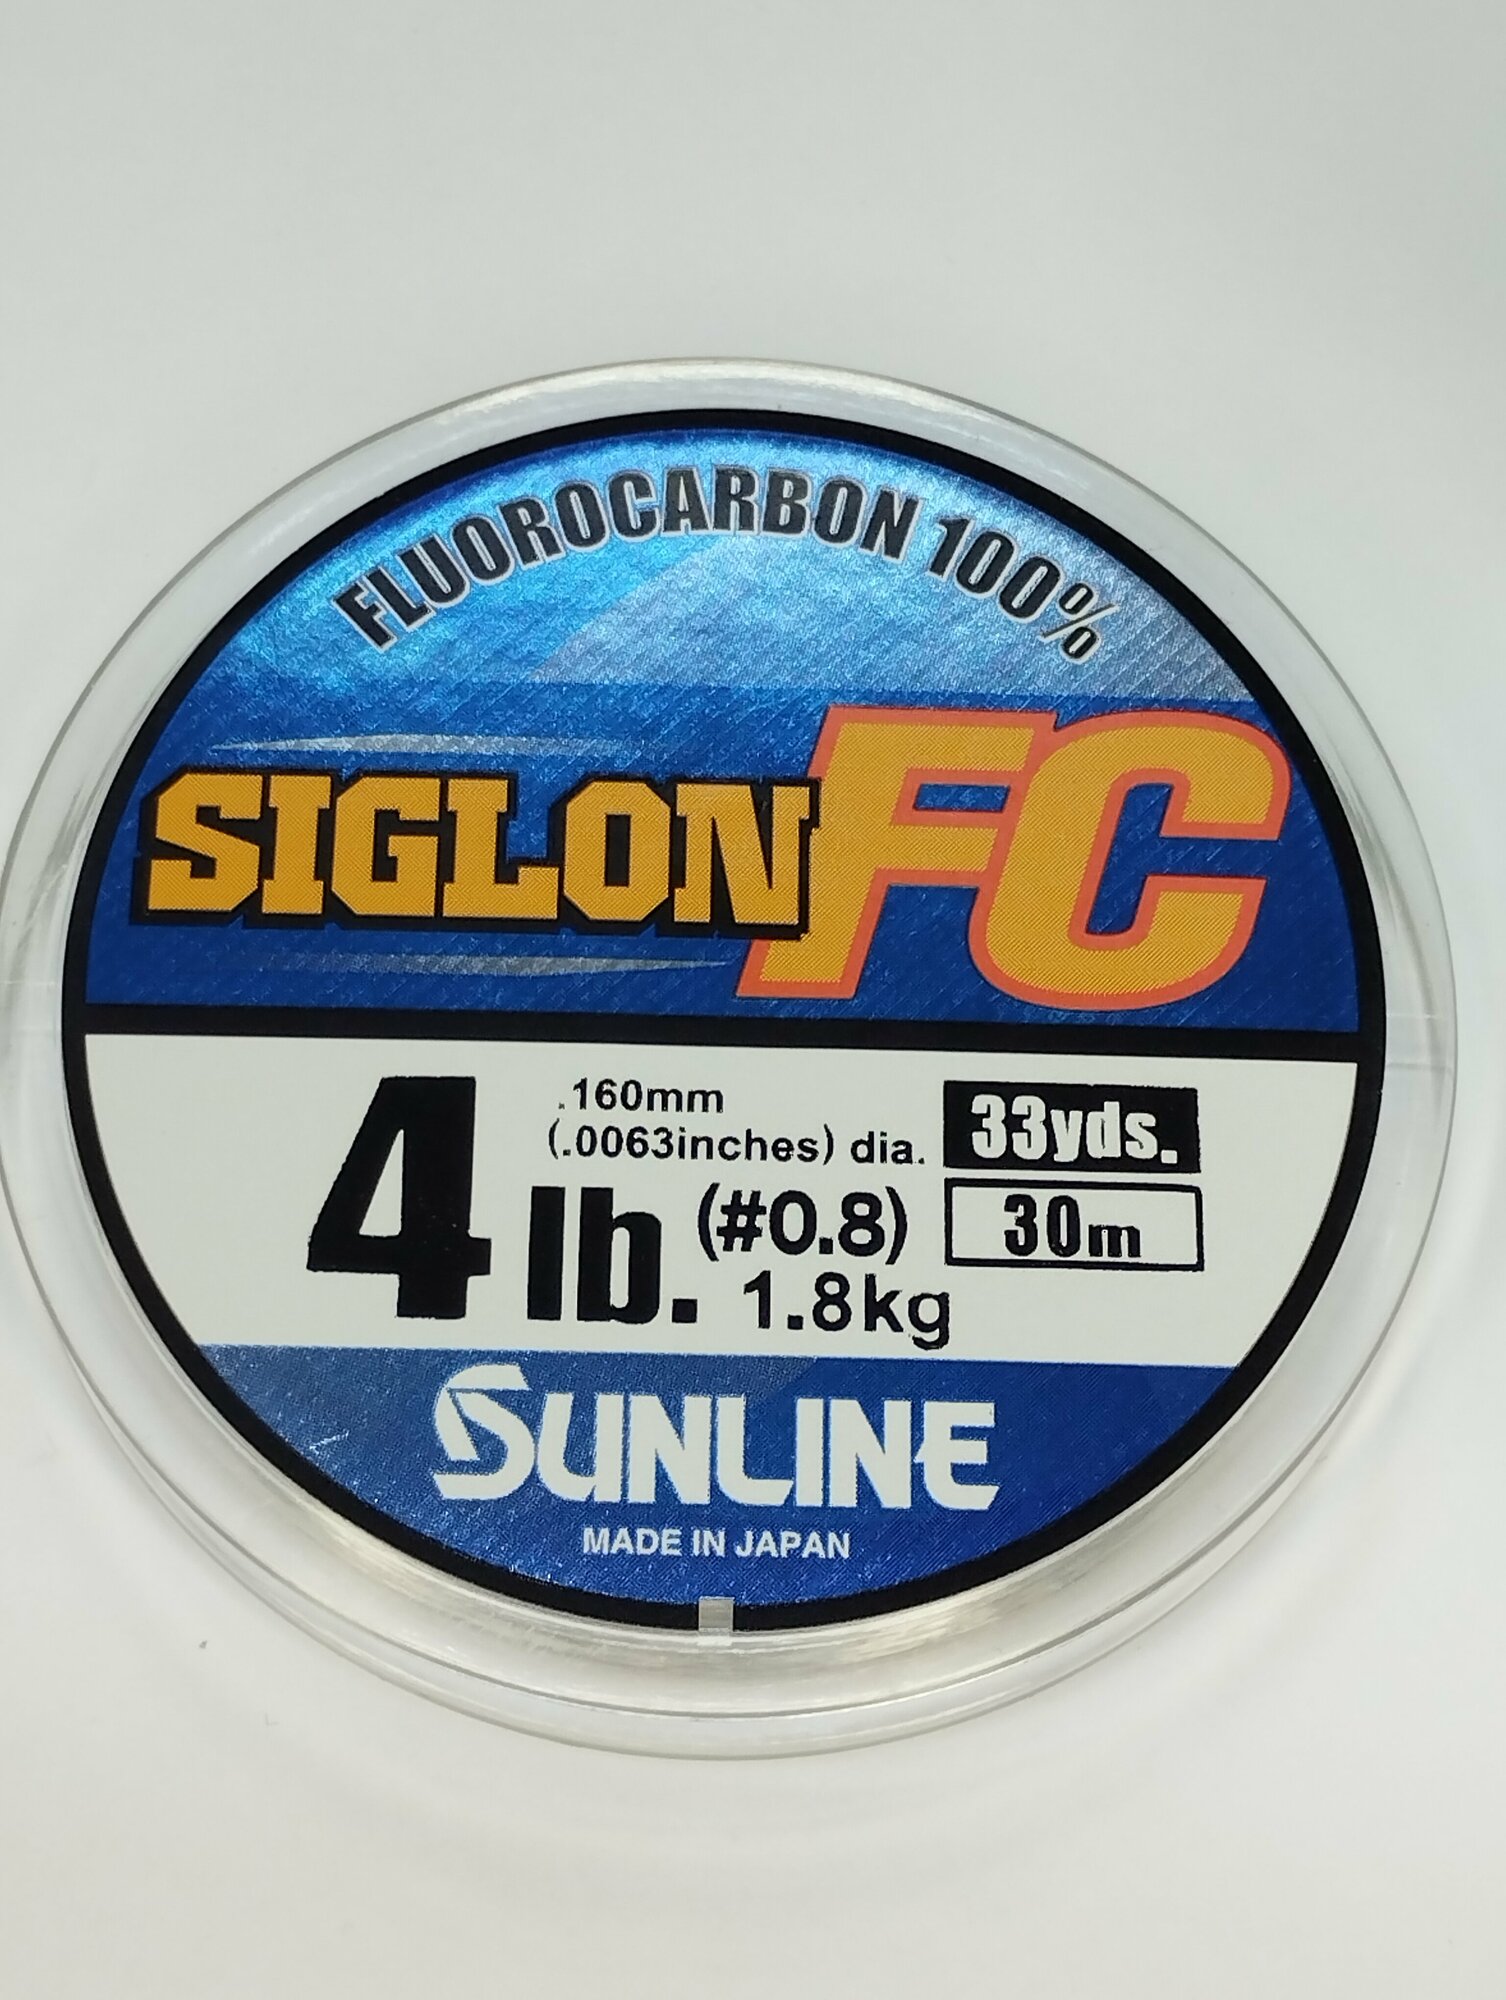 FLUOROCARBON 100%
SIGLON FC
.160mm
(.0063inches) dia.
33yds.
4 lb. (#0.8)
30m
1.8kg
SUNLINE
MADE IN JAPAN